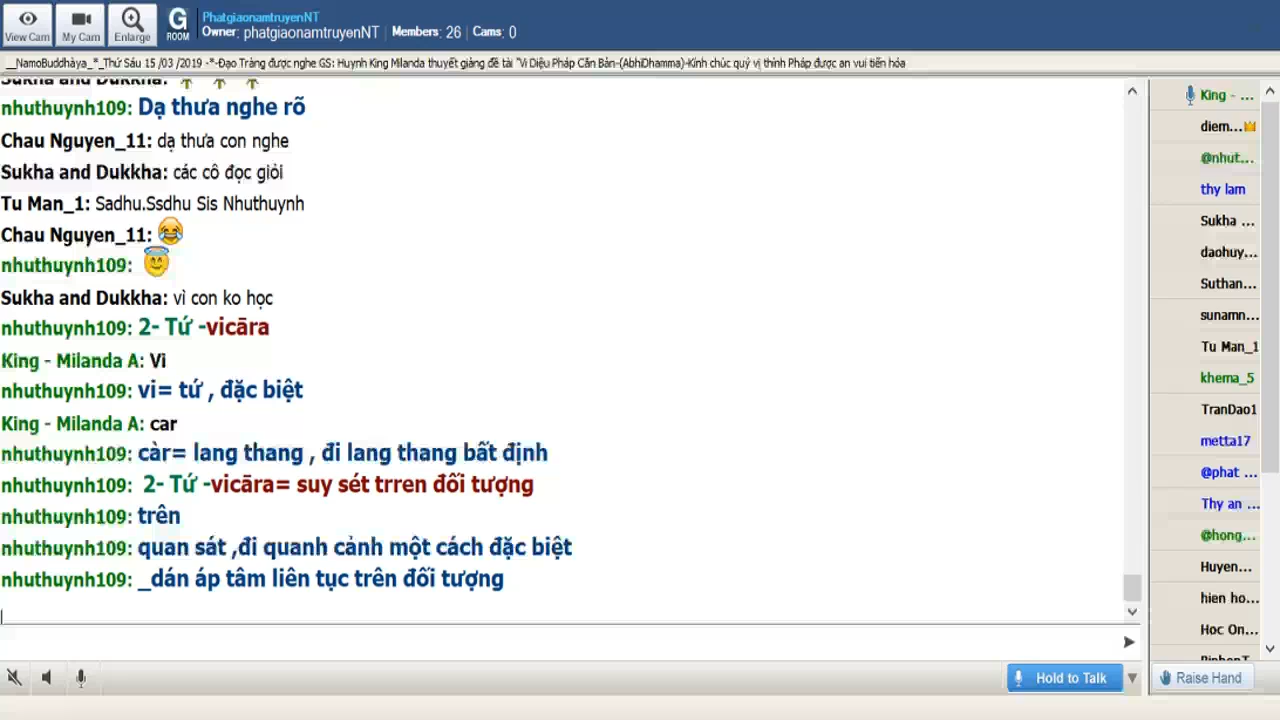 PhatgiaonamtruyenNT
View Cam
My Cam
Enlarge
G
ROOM
Owner: phatgiaonamtruyenNT | Members: 26 | Cams: 0
__NamoBuddhàya_*_Thứ Sáu 15 /03 /2019 -*-Đạo Tràng được nghe GS: Huynh King Milanda thuyết giảng đề tài "Vi Diệu Pháp Căn Bản-(AbhiDhamma)-Kính chúc quý vị thính Pháp được an vui tiến hóa
Sukha and Dukkha:
nhuthuynh109: Dạ thưa nghe rõ
Chau Nguyen_11: dạ thưa con nghe
Sukha and Dukkha: các cô đọc giỏi
Tu Man_1: Sadhu.Ssdhu Sis Nhuthuynh
Chau Nguyen_11:
nhuthuynh109:
Sukha and Dukkha: vì con ko học
nhuthuynh109: 2- Tứ -vicāra
King - Milanda A: Vì
nhuthuynh109: vi= tứ , đặc biệt
King - Milanda A: car
nhuthuynh109: càr= lang thang , đi lang thang bất định
nhuthuynh109: 2- Tứ -vicāra= suy sét trren đối tượng
nhuthuynh109: trên
nhuthuynh109: quan sát ,đi quanh cảnh một cách đặc biệt
nhuthuynh109: _dán áp tâm liên tục trên đối tượng
King - ...
diem...
@nhut...
thy lam
Sukha ...
daohuy...
Suthan...
sunamn...
Tu Man_1
khema_5
TranDao1
metta17
@phat ...
Thy an ...
@hong...
Huyen...
hien ho...
Hoc On...
Hold to Talk
Raise Hand